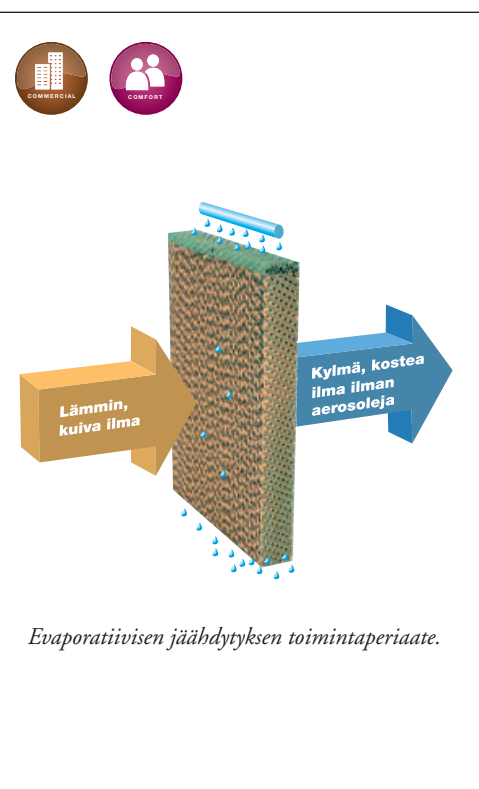 COMMERCIAL
COMFORT
Lämmin,
kuiva ilma
Kylmä, kostea
ilma ilman
aerosoleja
Evaporatiivisen jäähdytyksen toimintaperiaate.